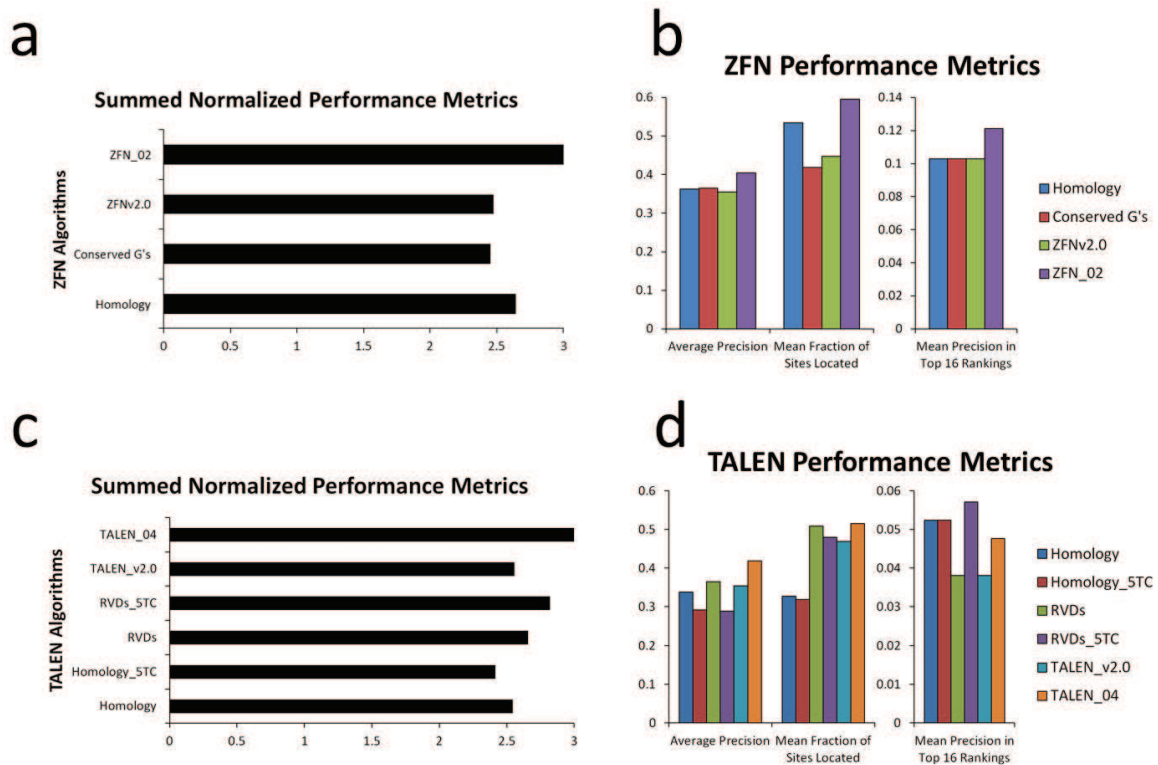 a
Summed Normalized Performance Metrics
ZFN Algorithms
ZFN_02
ZFNv2.0
Conserved G's
Homology
0 0.5 1 1.5 2 2.5 3
b
ZFN Performance Metrics
0.6
0.5
0.4
0.3
0.2
0.1
0
Average Precision
Mean Fraction of
Sites Located
0.14
0.12
0.1
0.08
0.06
0.04
0.02
0
Mean Precision in
Top 16 Rankings
Homology
Conserved G's
ZFNv2.0
ZFN_02
c
Summed Normalized Performance Metrics
TALEN Algorithms
TALEN_04
TALEN_v2.0
RVDs_5TC
RVDs
Homology_5TC
Homology
0 0.5 1 1.5 2 2.5 3
d
TALEN Performance Metrics
0.6
0.5
0.4
0.3
0.2
0.1
0
Average Precision
Mean Fraction of
Sites Located
0.06
0.05
0.04
0.03
0.02
0.01
0
Mean Precision in
Top 16 Rankings
Homology
Homology_5TC
RVDs
RVDs_5TC
TALEN_v2.0
TALEN_04